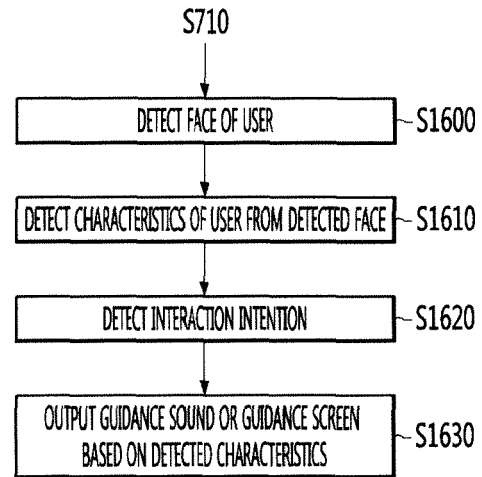 S710
DETECT FACE OF USER
S1600
DETECT CHARACTERISTICS OF USER FROM DETECTED FACE
S1610
DETECT INTERACTION INTENTION
S1620
OUTPUT GUIDANCE SOUND OR GUIDANCE SCREEN
BASED ON DETECTED CHARACTERISTICS
S1630